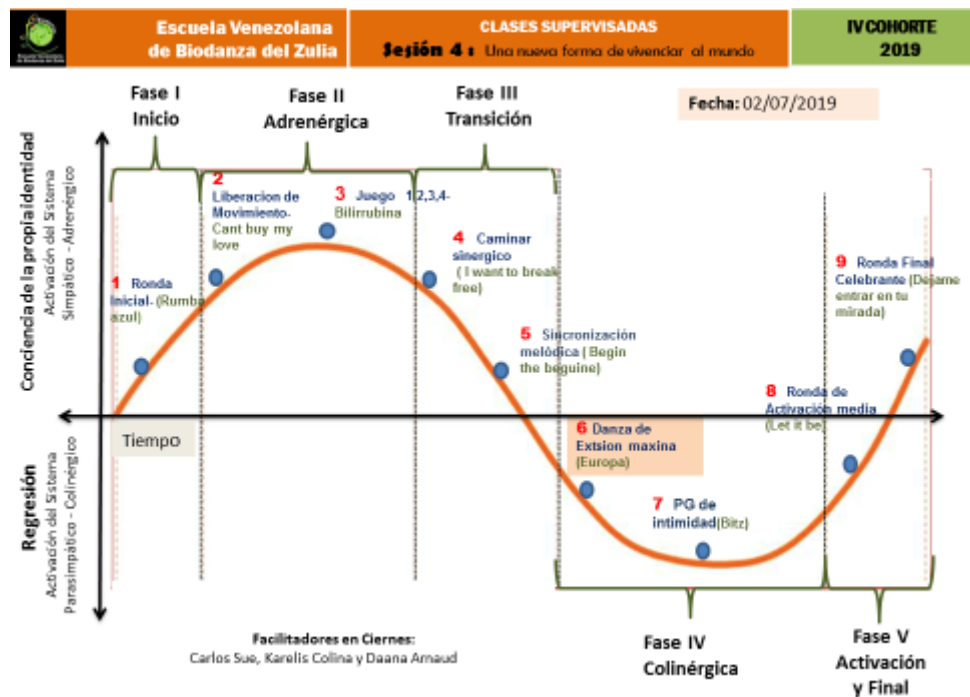 Escuela Venezolana
de Biodanza del Zulia
CLASES SUPERVISADAS
Sesión 4 : Una nueva forma de vivenciar al mundo
IV COHORTE
2019
Escuela Venezolana
de Biodanza del Zulia
Fase I
Inicio
Fase II
Adrenérgica
Fase III
Transición
Fecha: 02/07/2019
Conciencia de la propia identidad
Activación del Sistema
Simpático - Adrenérgico
1 Ronda
Inicial- (Rumba
azul)
2
Liberacion de
Movimiento-
Cant buy my
love
3 Juego 1,2,3,4-
Bilirrubina
4 Caminar
sinergico
( I want to break
free)
5 Sincronización
melódica ( Begin
the beguine)
9 Ronda Final
Celebrante (Dejame
entrar en tu
mirada)
8 Ronda de
Activación media
(Let it be)
Tiempo
6 Danza de
Extsion maxina
(Europa)
7 PG de
intimidad(Bitz)
Regresión
Activación del Sistema
Parasimpático - Colinérgico
Facilitadores en Ciernes:
Carlos Sue, Karelis Colina y Daana Arnaud
Fase IV
Colinérgica
Fase V
Activación
y Final